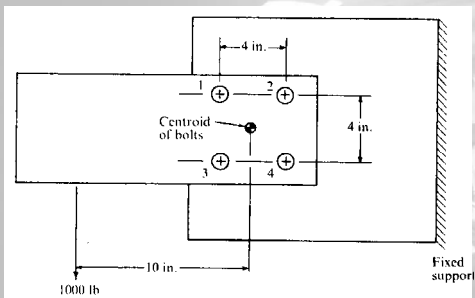 4 in.
1
2
Centroid
of bolts
4 in.
3
4
10 in.
Fixed
support
1000 lb